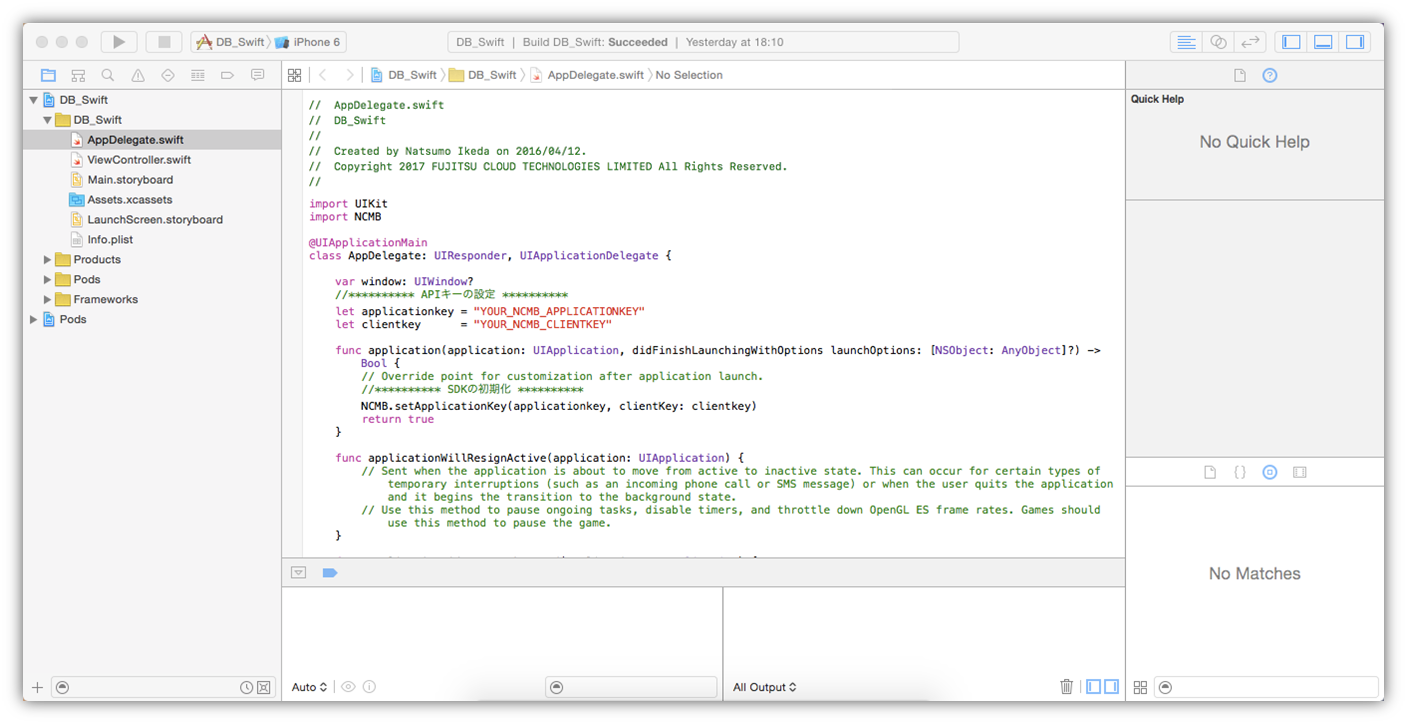 DB_Swift iPhone 6
DB_Swift | Build DB_Swift: Succeeded | Yesterday at 18:10
DB_Swift DB_Swift AppDelegate.swift No Selection
DB_Swift
DB_Swift
AppDelegate.swift
ViewController.swift
Main.storyboard
Assets.xcassets
LaunchScreen.storyboard
Info.plist
Products
Pods
Frameworks
Pods
// AppDelegate.swift
// DB_Swift
//
// Created by Natsumo Ikeda on 2016/04/12.
// Copyright 2017 FUJITSU CLOUD TECHNOLOGIES LIMITED All Rights Reserved.
//
import UIKit
import NCMB
@UIApplicationMain
class AppDelegate: UIResponder, UIApplicationDelegate {
var window: UIWindow?
//********** APIキーの設定 **********
let applicationkey = "YOUR_NCMB_APPLICATIONKEY"
let clientkey = "YOUR_NCMB_CLIENTKEY"
func application(application: UIApplication, didFinishLaunchingWithOptions launchOptions: [NSObject: AnyObject]?) ->
Bool {
// Override point for customization after application launch.
//********** SDKの初期化 **********
NCMB.setApplicationKey(applicationkey, clientKey: clientkey)
return true
}
func applicationWillResignActive(application: UIApplication) {
// Sent when the application is about to move from active to inactive state. This can occur for certain types of
temporary interruptions (such as an incoming phone call or SMS message) or when the user quits the application
and it begins the transition to the background state.
// Use this method to pause ongoing tasks, disable timers, and throttle down OpenGL ES frame rates. Games should
use this method to pause the game.
}
Auto
All Output
Quick Help
No Quick Help
No Matches